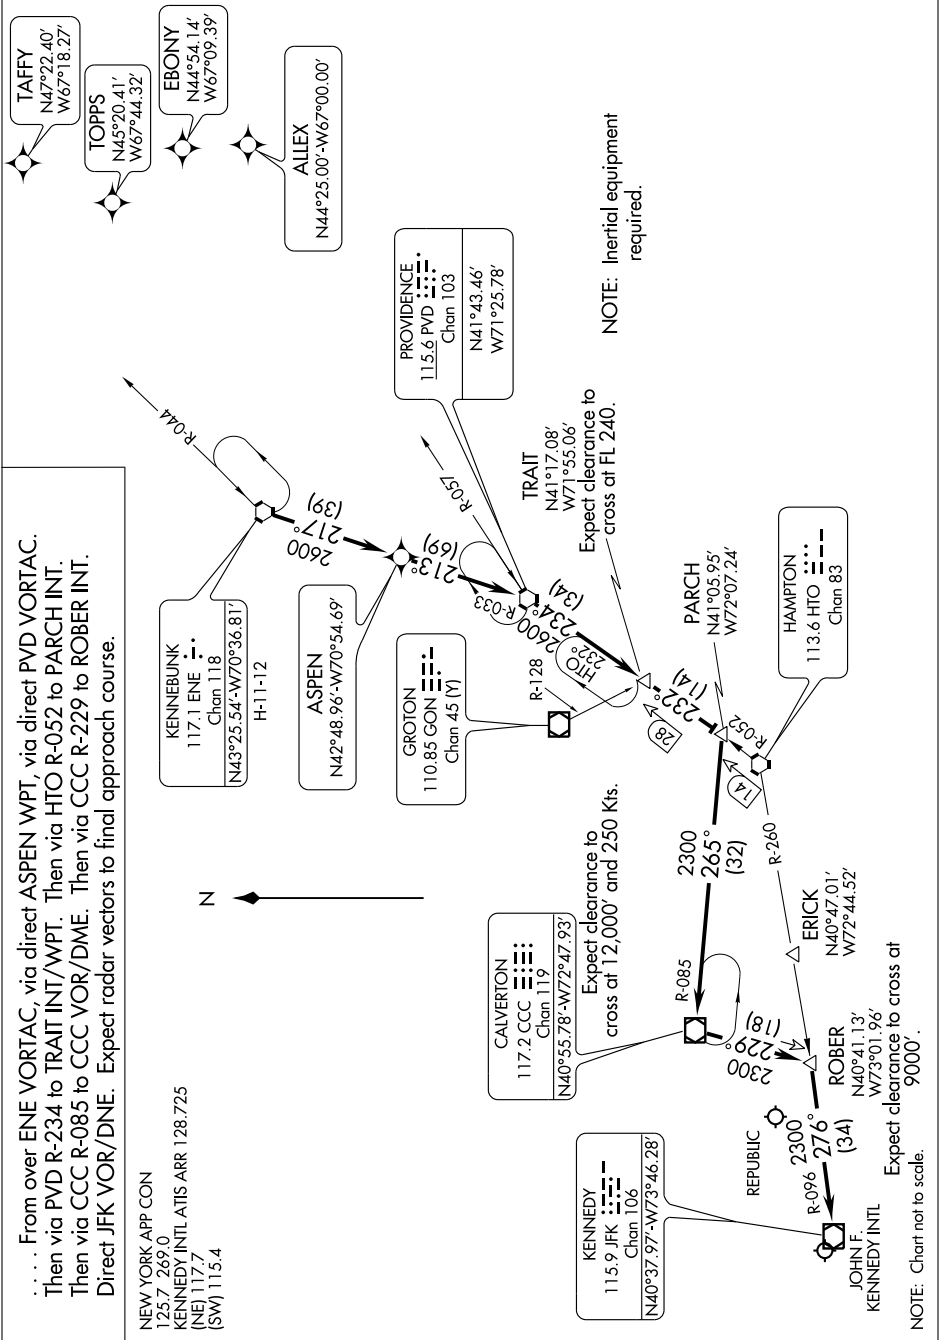 . . . . From over ENE VORTAC, via direct ASPEN WPT, via direct PVD VORTAC.
Then via PVD R-234 to TRAIT INT/WPT. Then via HTO R-052 to PARCH INT.
Then via CCC R-085 to CCC VOR/DME. Then via CCC R-229 to ROBER INT.
Direct JFK VOR/DNE. Expect radar vectors to final approach course.
NEW YORK APP CON
125.7 269.0
KENNEDY INTL ATIS ARR 128.725
(NE) 117.7
(SW) 115.4
TAFFY
N47°22.40′
W67°18.27′
TOPPS
N45°20.41′
W67°44.32′
EBONY
N44°54.14′
W67°09.39′
ALLEX
N44°25.00′-W67°00.00′
R-044
KENNEBUNK
117.1 ENE
Chan 118
N43°25.54′-W70°36.81′
H-11-12
2600
217°
(39)
ASPEN
N42°48.96′-W70°54.69′
213°
(69)
R-033
R-057
PROVIDENCE
115.6 PVD
Chan 103
N41°43.46′
W71°25.78′
2600
234°
(34)
HTO
232°
GROTON
110.85 GON
Chan 45 (Y)
R-128
TRAIT
N41°17.08′
W71°55.06′
Expect clearance to
cross at FL 240.
NOTE: Inertial equipment
required.
28
232°
(14)
PARCH
N41°05.95′
W72°07.24′
14
R-052
HAMPTON
113.6 HTO
Chan 83
R-260
2300
265°
(32)
R-085
CALVERTON
117.2 CCC
Chan 119
N40°55.78′-W72°47.93′
Expect clearance to
cross at 12,000′ and 250 Kts.
N
ERICK
N40°47.01′
W72°44.52′
2300
229°
(18)
ROBER
N40°41.13′
W73°01.96′
Expect clearance to cross at
9000′.
REPUBLIC
2300
276°
(34)
R-096
KENNEDY
115.9 JFK
Chan 106
N40°37.97′-W73°46.28′
JOHN F.
KENNEDY INTL
NOTE: Chart not to scale.